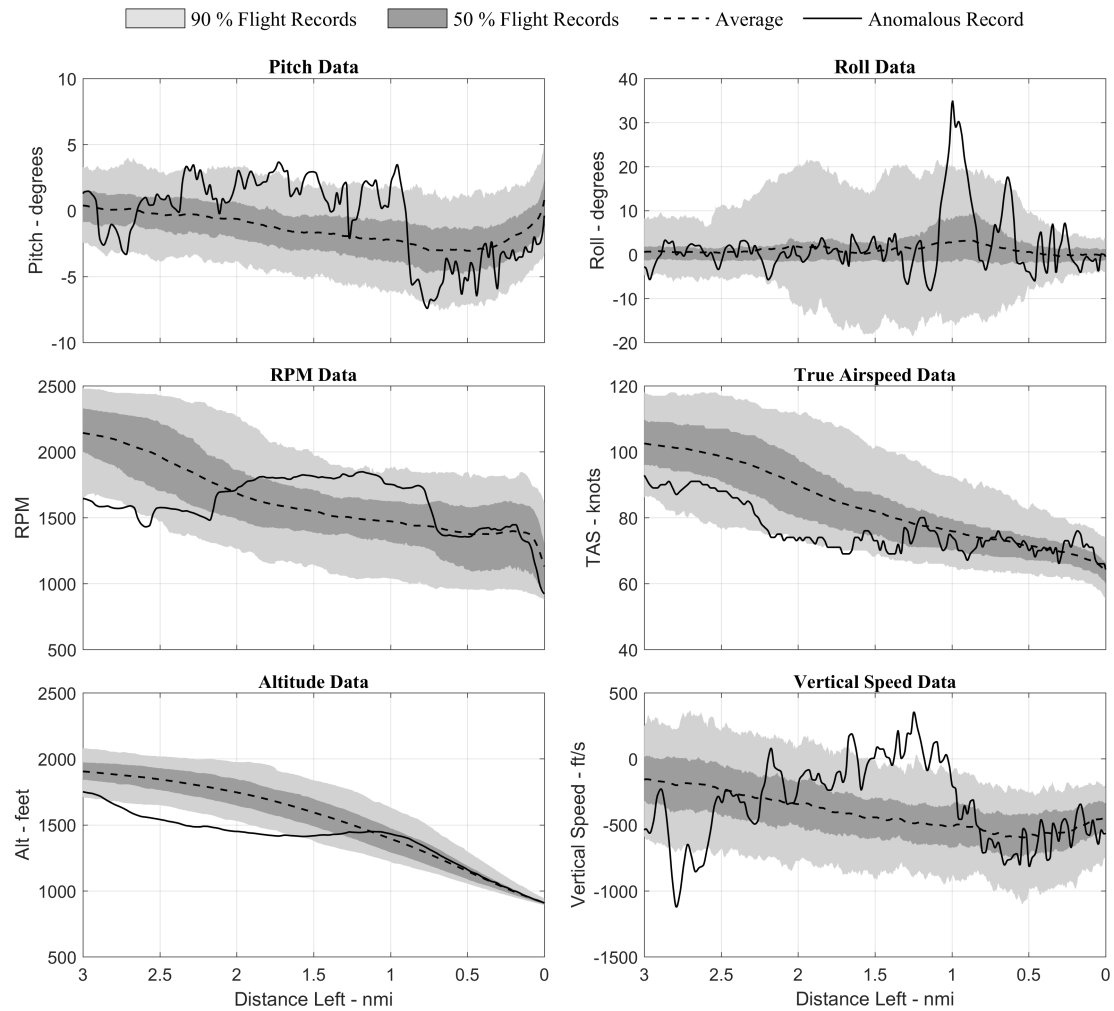 90 % Flight Records 50 % Flight Records Average Anomalous Record
Pitch Data
10
5
0
-5
-10
Pitch - degrees
Roll Data
40
30
20
10
0
-10
-20
Roll - degrees
RPM Data
2500
2000
1500
1000
500
RPM
True Airspeed Data
120
100
80
60
40
TAS - knots
Altitude Data
2500
2000
1500
1000
500
Alt - feet
3 2.5 2 1.5 1 0.5 0
Distance Left - nmi
Vertical Speed Data
500
0
-500
-1000
-1500
Vertical Speed - ft/s
3 2.5 2 1.5 1 0.5 0
Distance Left - nmi